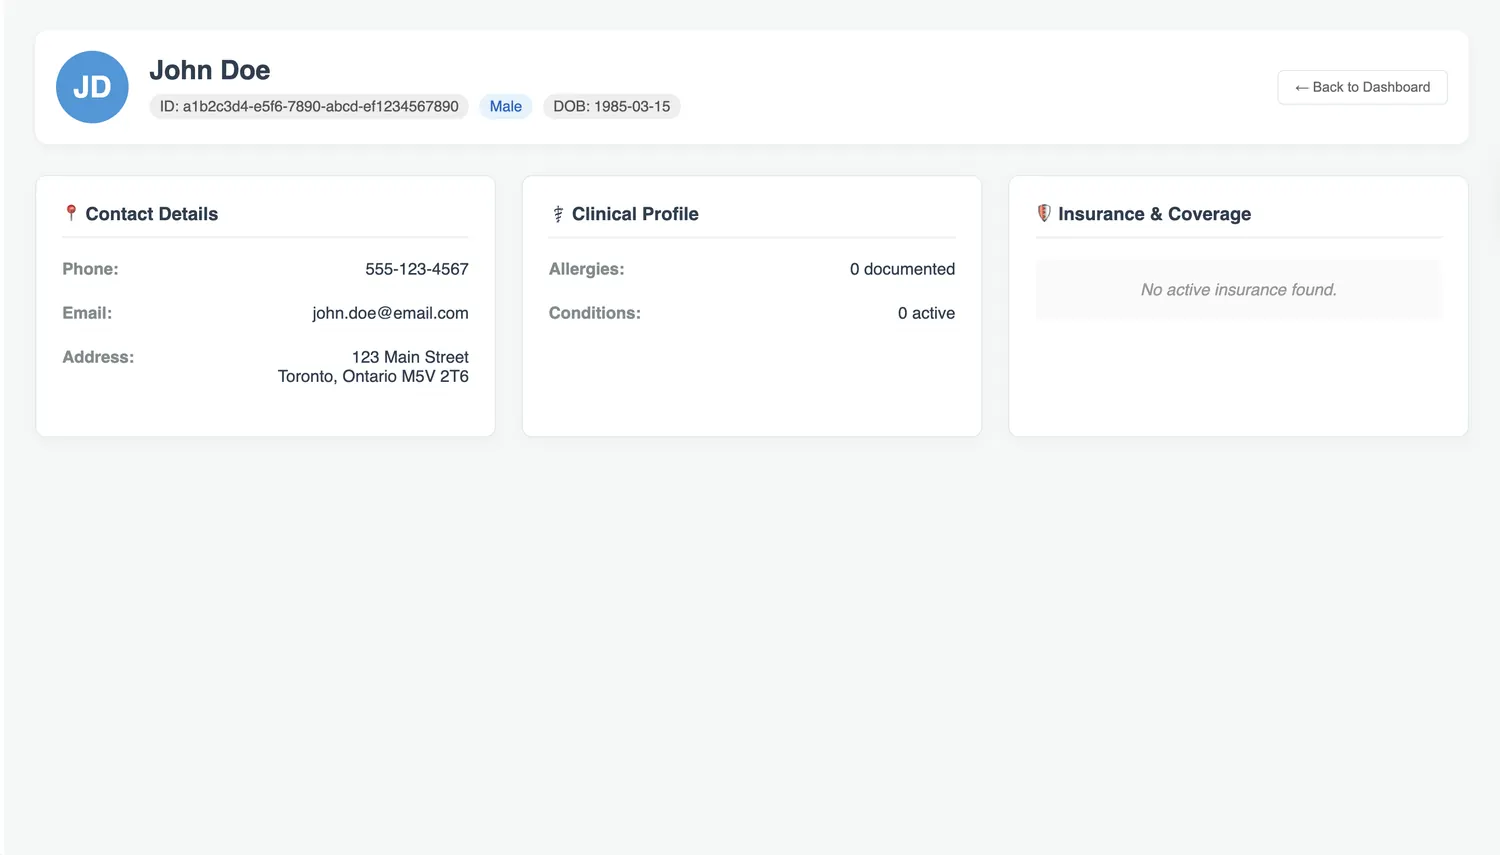 JD
John Doe
ID: a1b2c3d4-e5f6-7890-abcd-ef1234567890 Male DOB: 1985-03-15
← Back to Dashboard
Contact Details
Phone: 555-123-4567
Email: john.doe@email.com
Address: 123 Main Street
Toronto, Ontario M5V 2T6
Clinical Profile
Allergies: 0 documented
Conditions: 0 active
Insurance & Coverage
No active insurance found.